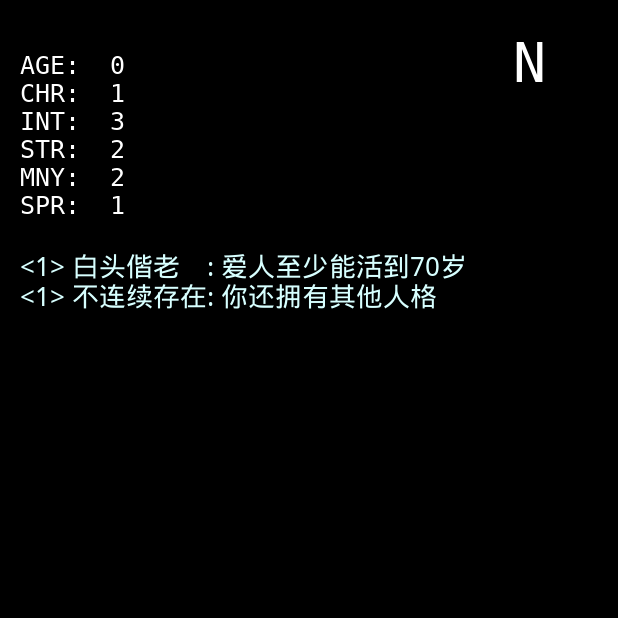 N
AGE: 0
CHR: 1
INT: 3
STR: 2
MNY: 2
SPR: 1
<1> 白头偕老 : 爱人至少能活到70岁
<1> 不连续存在: 你还拥有其他人格